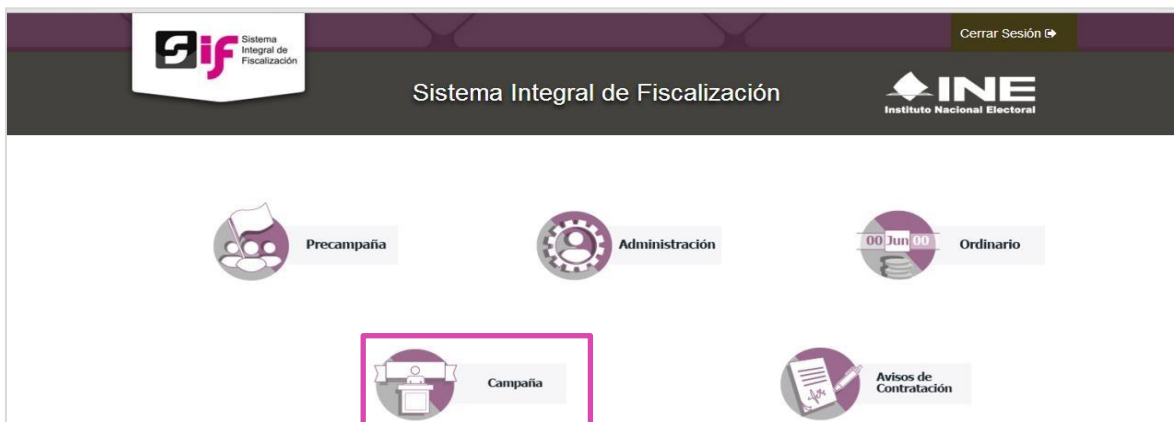 Cerrar Sesión
Sif Sistema
Integral de
Fiscalización
Sistema Integral de Fiscalización
INE
Instituto Nacional Electoral
Precampaña
Administración
00 Jun 00
Ordinario
Campaña
Avisos de
Contratación